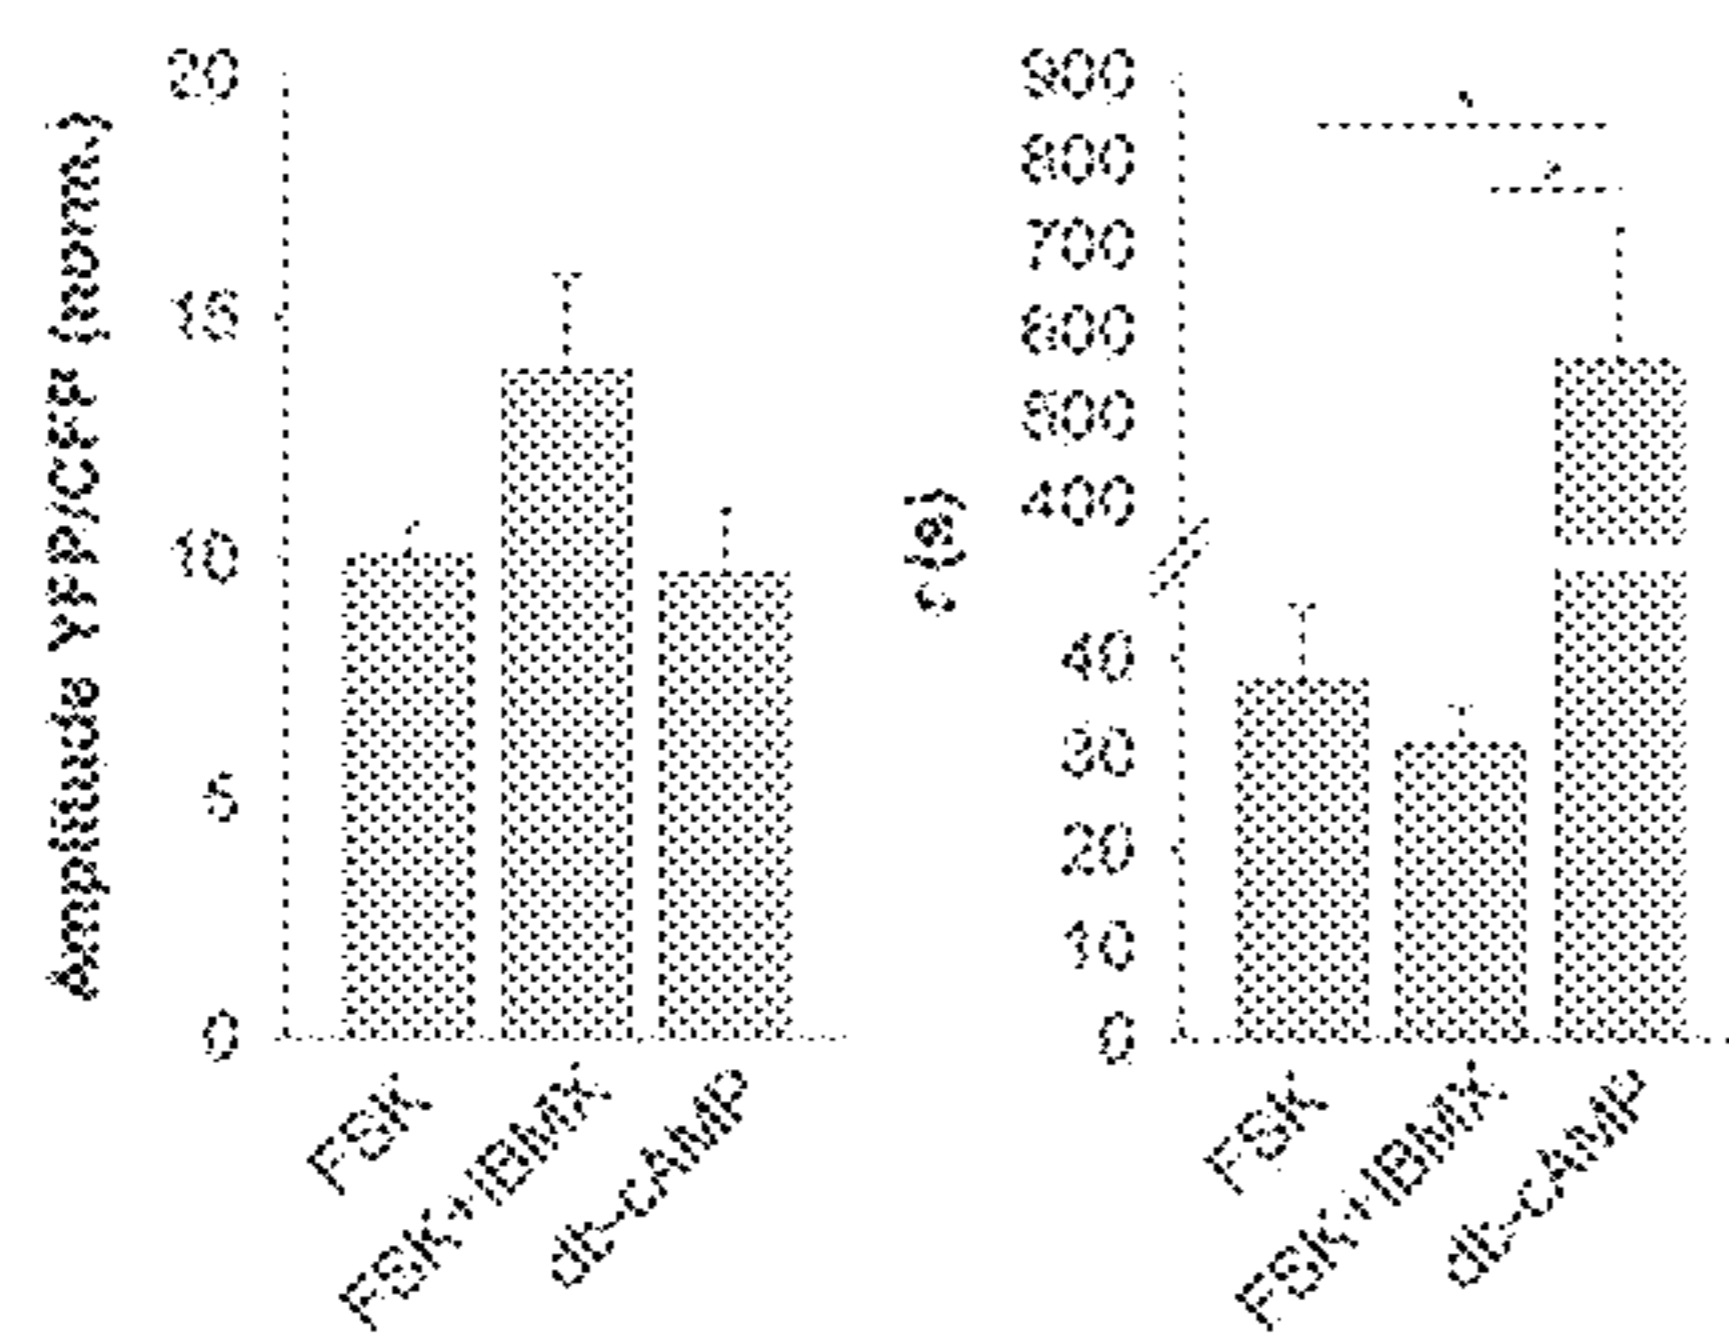 Amplitude YFP/CFP (norm.)
20
15
10
5
0
FSK
FSK+IBMX
db-cAMP
τ (s)
900
800
700
600
500
400
40
30
20
10
0
*
*
FSK
FSK+IBMX
db-cAMP